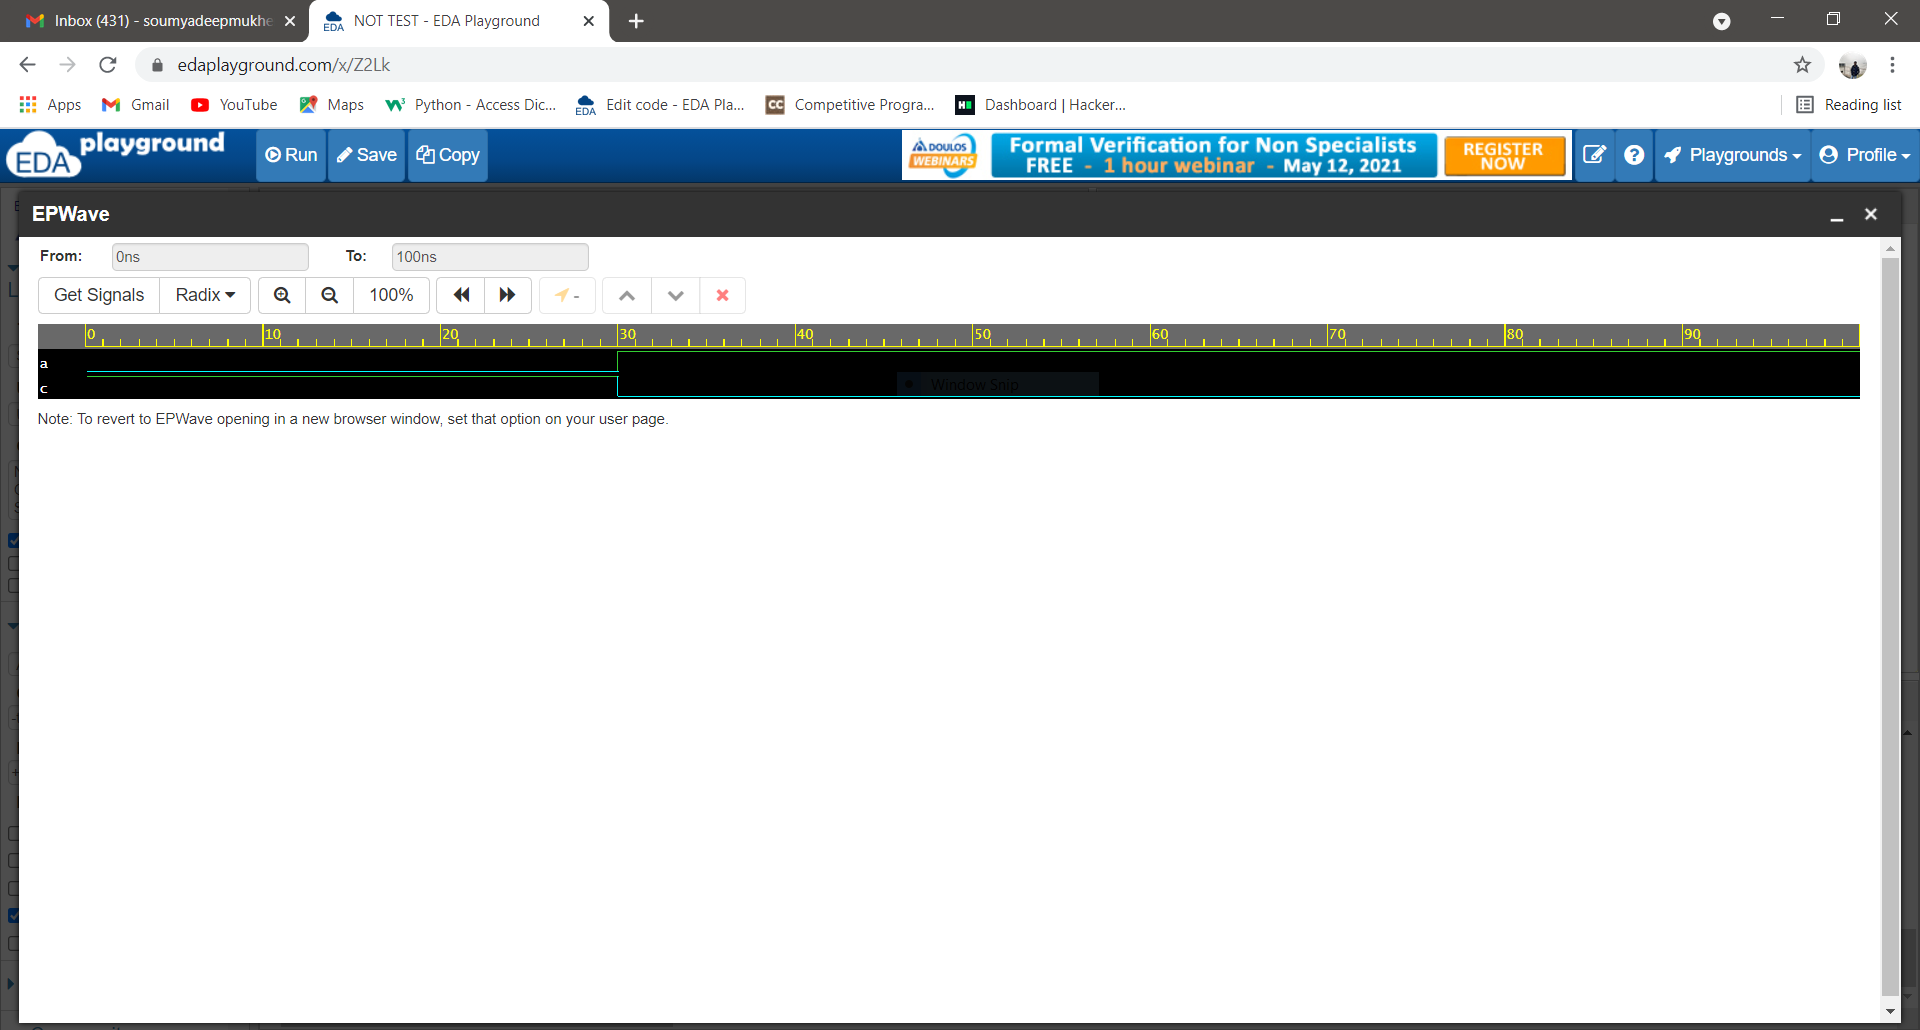 Inbox (431) - soumyadeepmukhe
NOT TEST - EDA Playground
edaplayground.com/x/Z2Lk
Apps
Gmail
YouTube
Maps
Python - Access Dic...
Edit code - EDA Pla...
Competitive Progra...
Dashboard | Hacker...
Reading list
EDA playground
Run
Save
Copy
DOULOS WEBINARS
Formal Verification for Non Specialists
FREE - 1 hour webinar - May 12, 2021
REGISTER NOW
Playgrounds
Profile
EPWave
From: 0ns To: 100ns
Get Signals Radix 100% -
0 10 20 30 40 50 60 70 80 90
a
c
Window Snip
Note: To revert to EPWave opening in a new browser window, set that option on your user page.